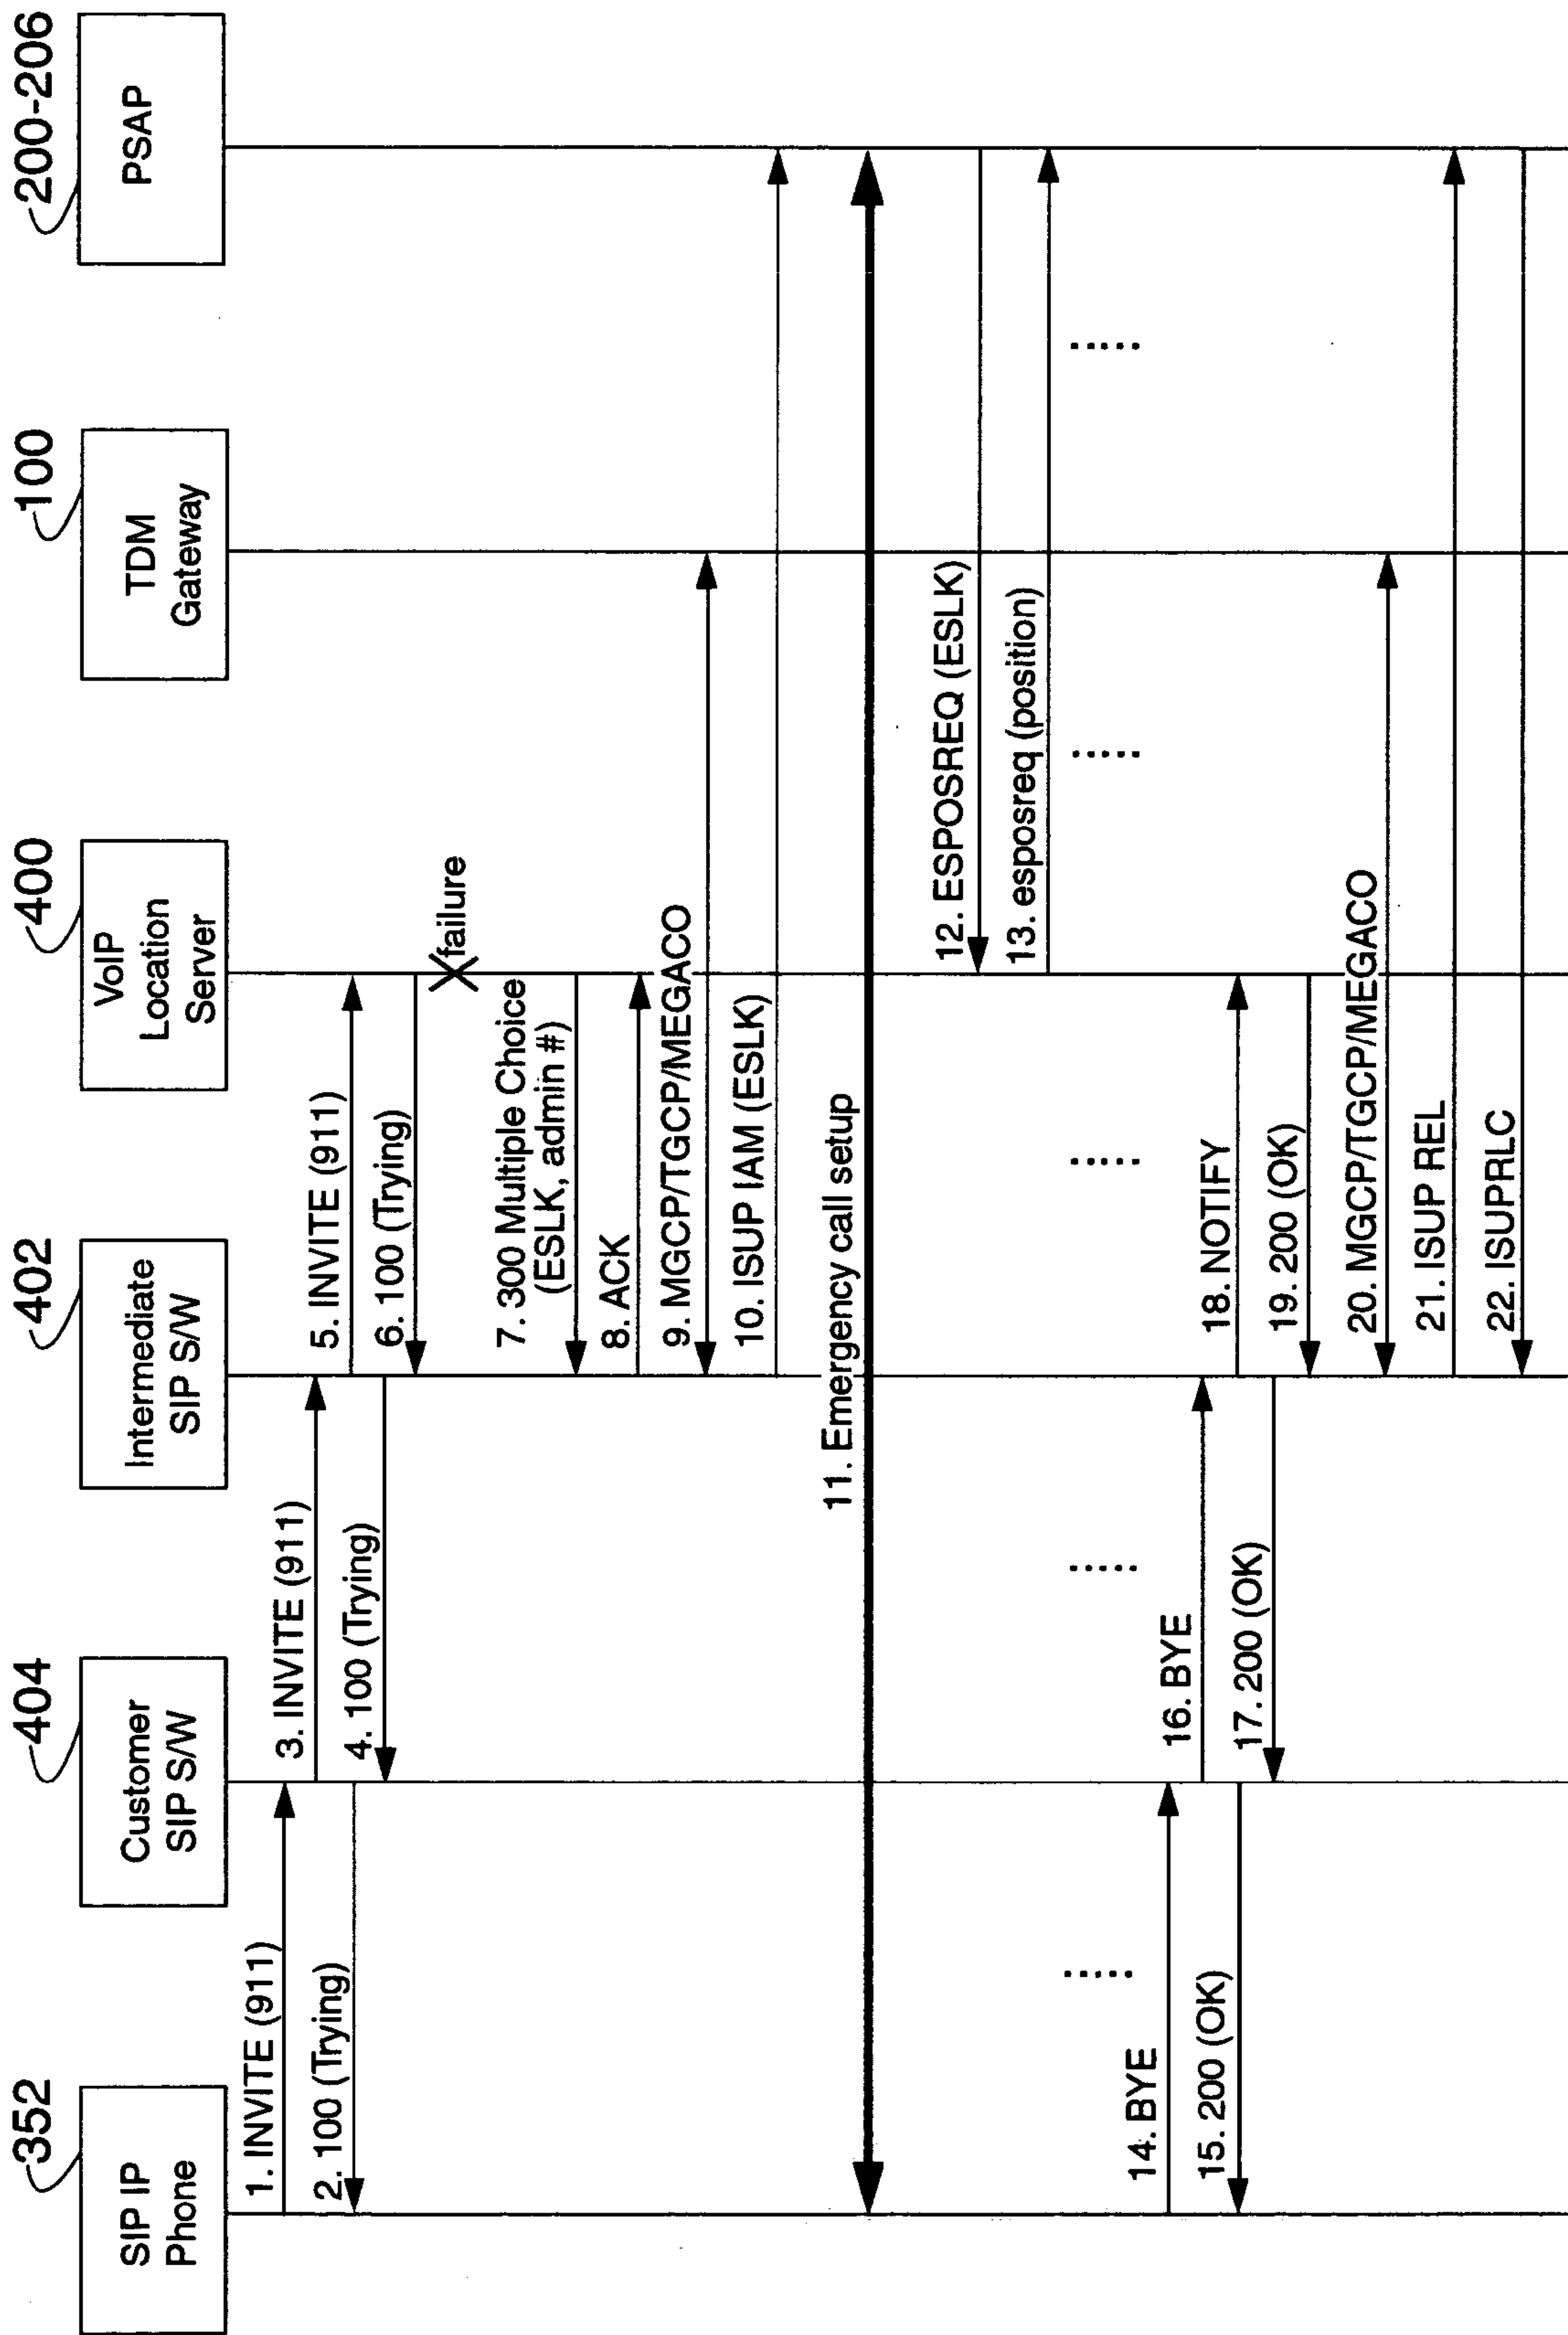 352
404
402
400
100
200-206
SIP IP
Phone
Customer
SIP S/W
Intermediate
SIP S/W
VoIP
Location
Server
TDM
Gateway
PSAP
1. INVITE (911)
2. 100 (Trying)
3. INVITE (911)
4. 100 (Trying)
5. INVITE (911)
6. 100 (Trying)
failure
7. 300 Multiple Choice
(ESLK, admin #)
8. ACK
9. MGCP/TGCP/MEGACO
10. ISUP IAM (ESLK)
11. Emergency call setup
12. ESPOSREQ (ESLK)
13. esposreq (position)
.....
.....
.....
.....
.....
14. BYE
15. 200 (OK)
16. BYE
17. 200 (OK)
18. NOTIFY
19. 200 (OK)
20. MGCP/TGCP/MEGACO
21. ISUP REL
22. ISUPRLC